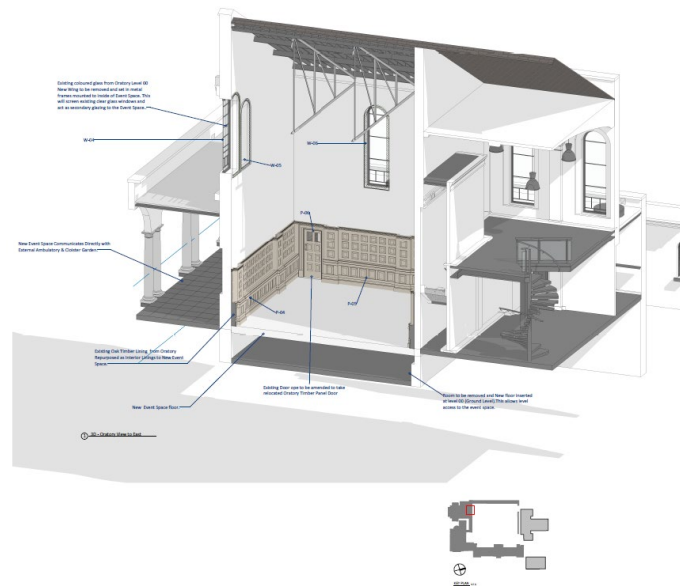 Existing coloured glass from Oratory Level 00
New Wing to be removed and set in metal
frames mounted to inside of Event Space. This
will screen existing clear glass windows and
act as secondary glazing to the Event Space.
W-04
W-05
W-06
P-06
New Event Space Communicates Directly with
External Ambulatory & Cloister Garden.
P-04
P-05
Existing Oak Timber Lining from Oratory
Repurposed as Interior Linings to New Event
Space.
Existing Door ope to be amended to take
relocated Oratory Timber Panel Door
New Event Space floor.
Room to be removed and New floor inserted
at level 00 (Ground Level) This allows level
access to the event space.
1 3D - Oratory View to East